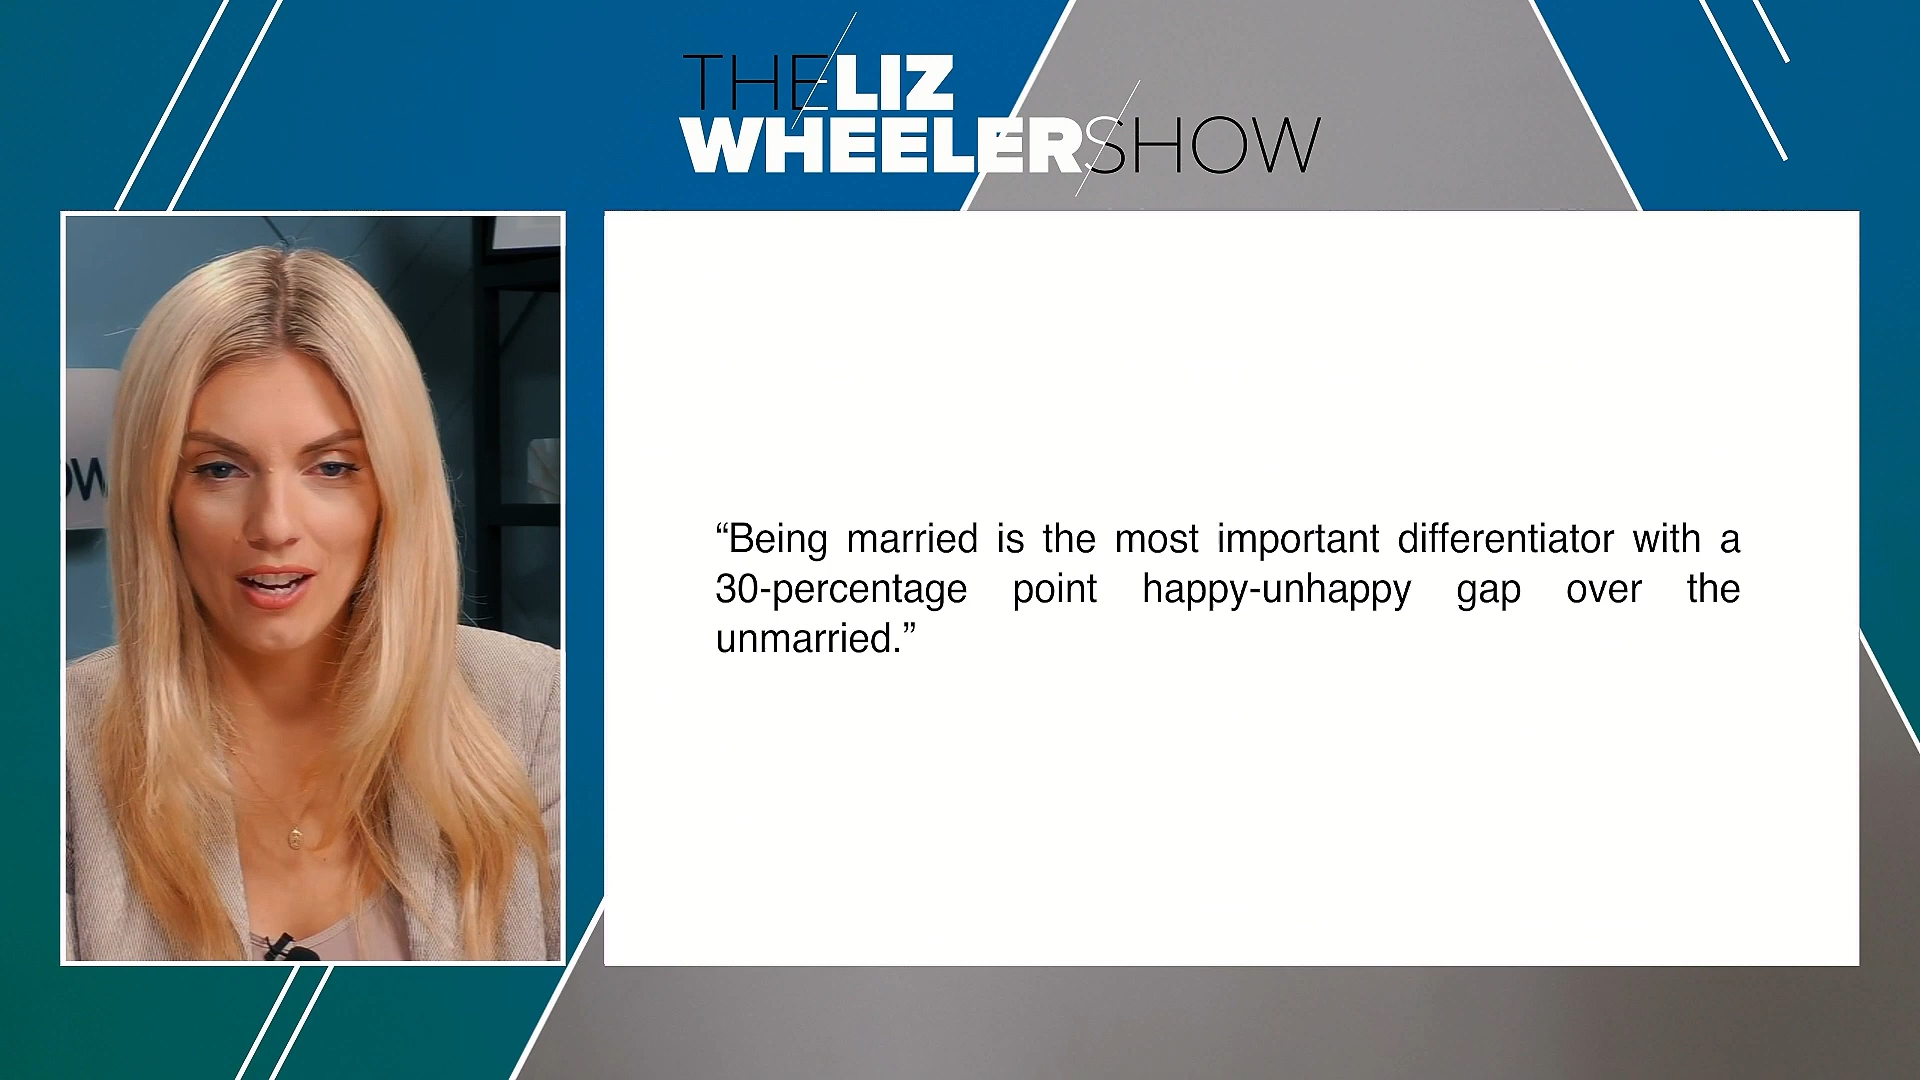 THE LIZ
WHEELER SHOW
OW
“Being married is the most important differentiator with a
30-percentage point happy-unhappy gap over the
unmarried.”